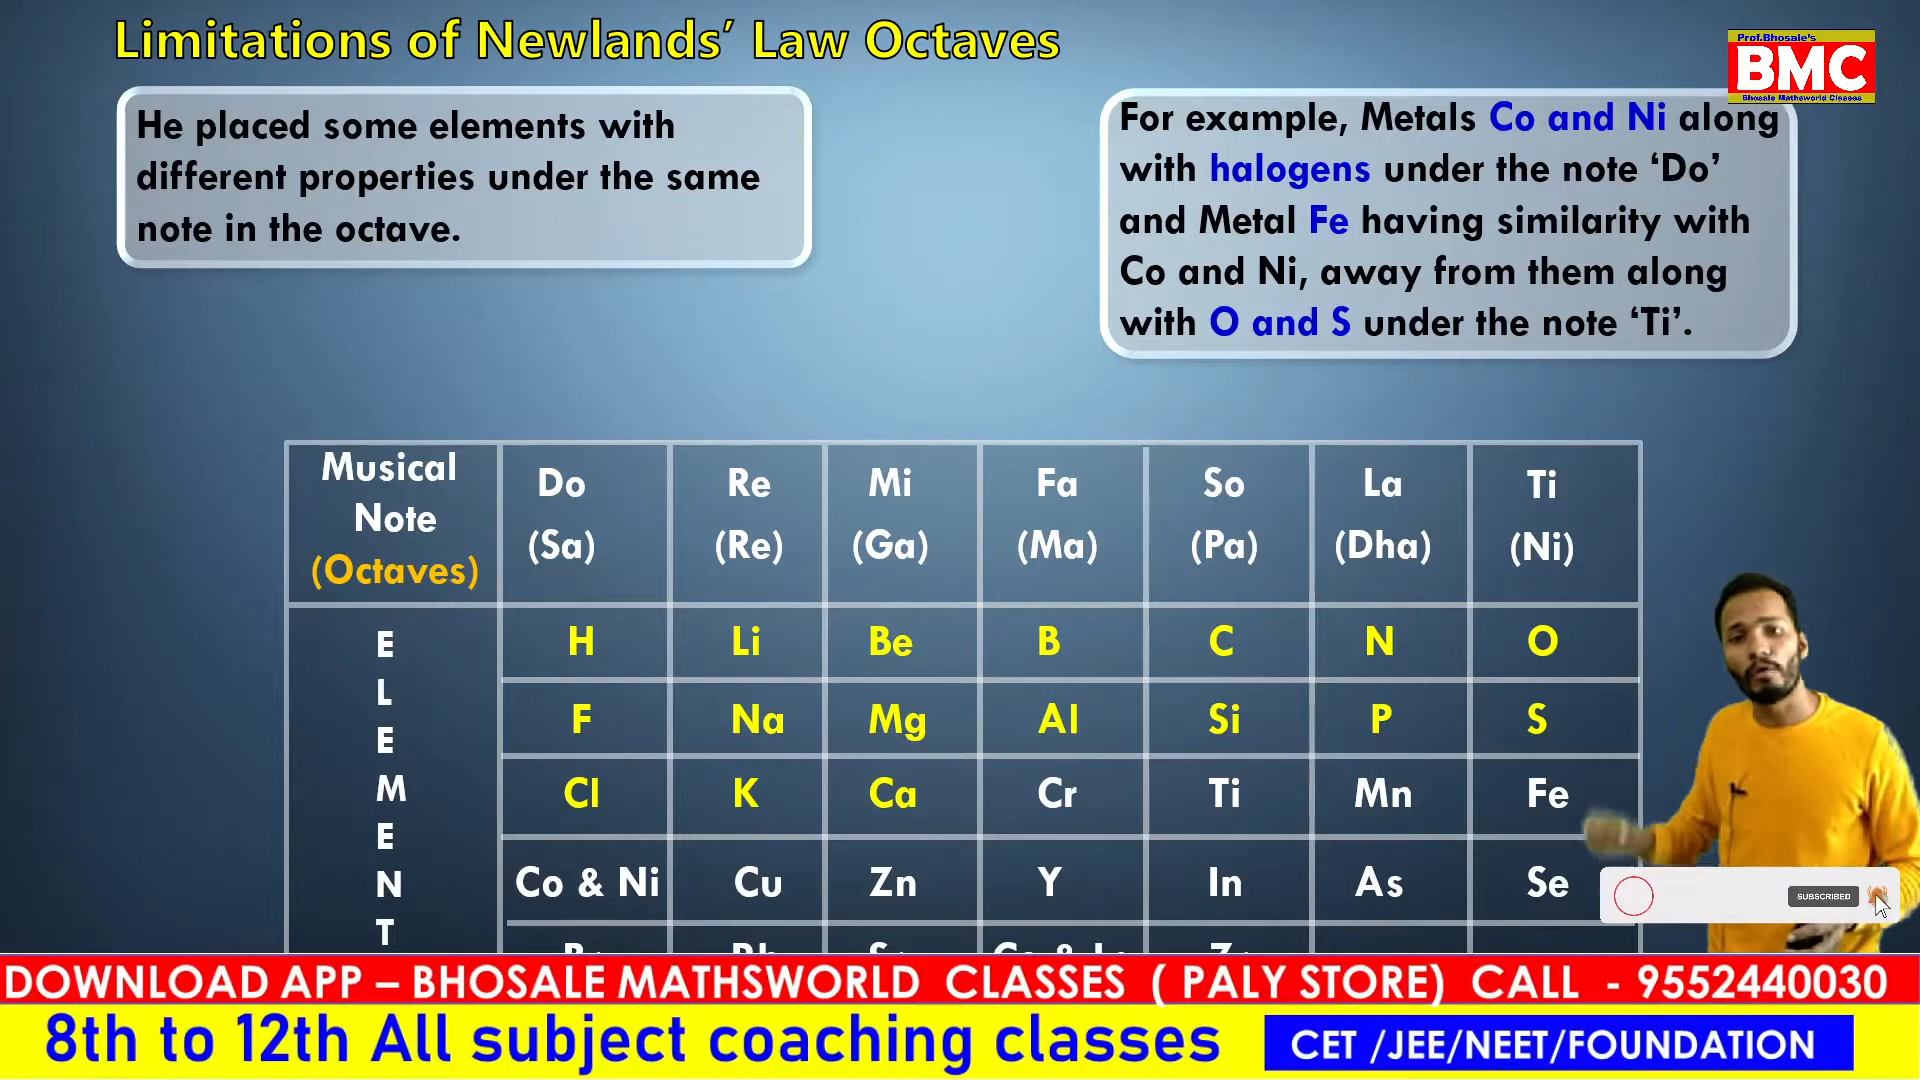 Limitations of Newlands’ Law Octaves
Prof.Bhosale's
BMC
Bhosale Mathsworld Classes
He placed some elements with
different properties under the same
note in the octave.
For example, Metals Co and Ni along
with halogens under the note ‘Do’
and Metal Fe having similarity with
Co and Ni, away from them along
with O and S under the note ‘Ti’.
Musical Note (Octaves)
Do (Sa)
Re (Re)
Mi (Ga)
Fa (Ma)
So (Pa)
La (Dha)
Ti (Ni)
E
L
E
M
E
N
T
H Li Be B C N O
F Na Mg Al Si P S
Cl K Ca Cr Ti Mn Fe
Co & Ni Cu Zn Y In As Se
SUBSCRIBED
DOWNLOAD APP – BHOSALE MATHSWORLD CLASSES ( PALY STORE) CALL - 9552440030
8th to 12th All subject coaching classes
CET /JEE/NEET/FOUNDATION